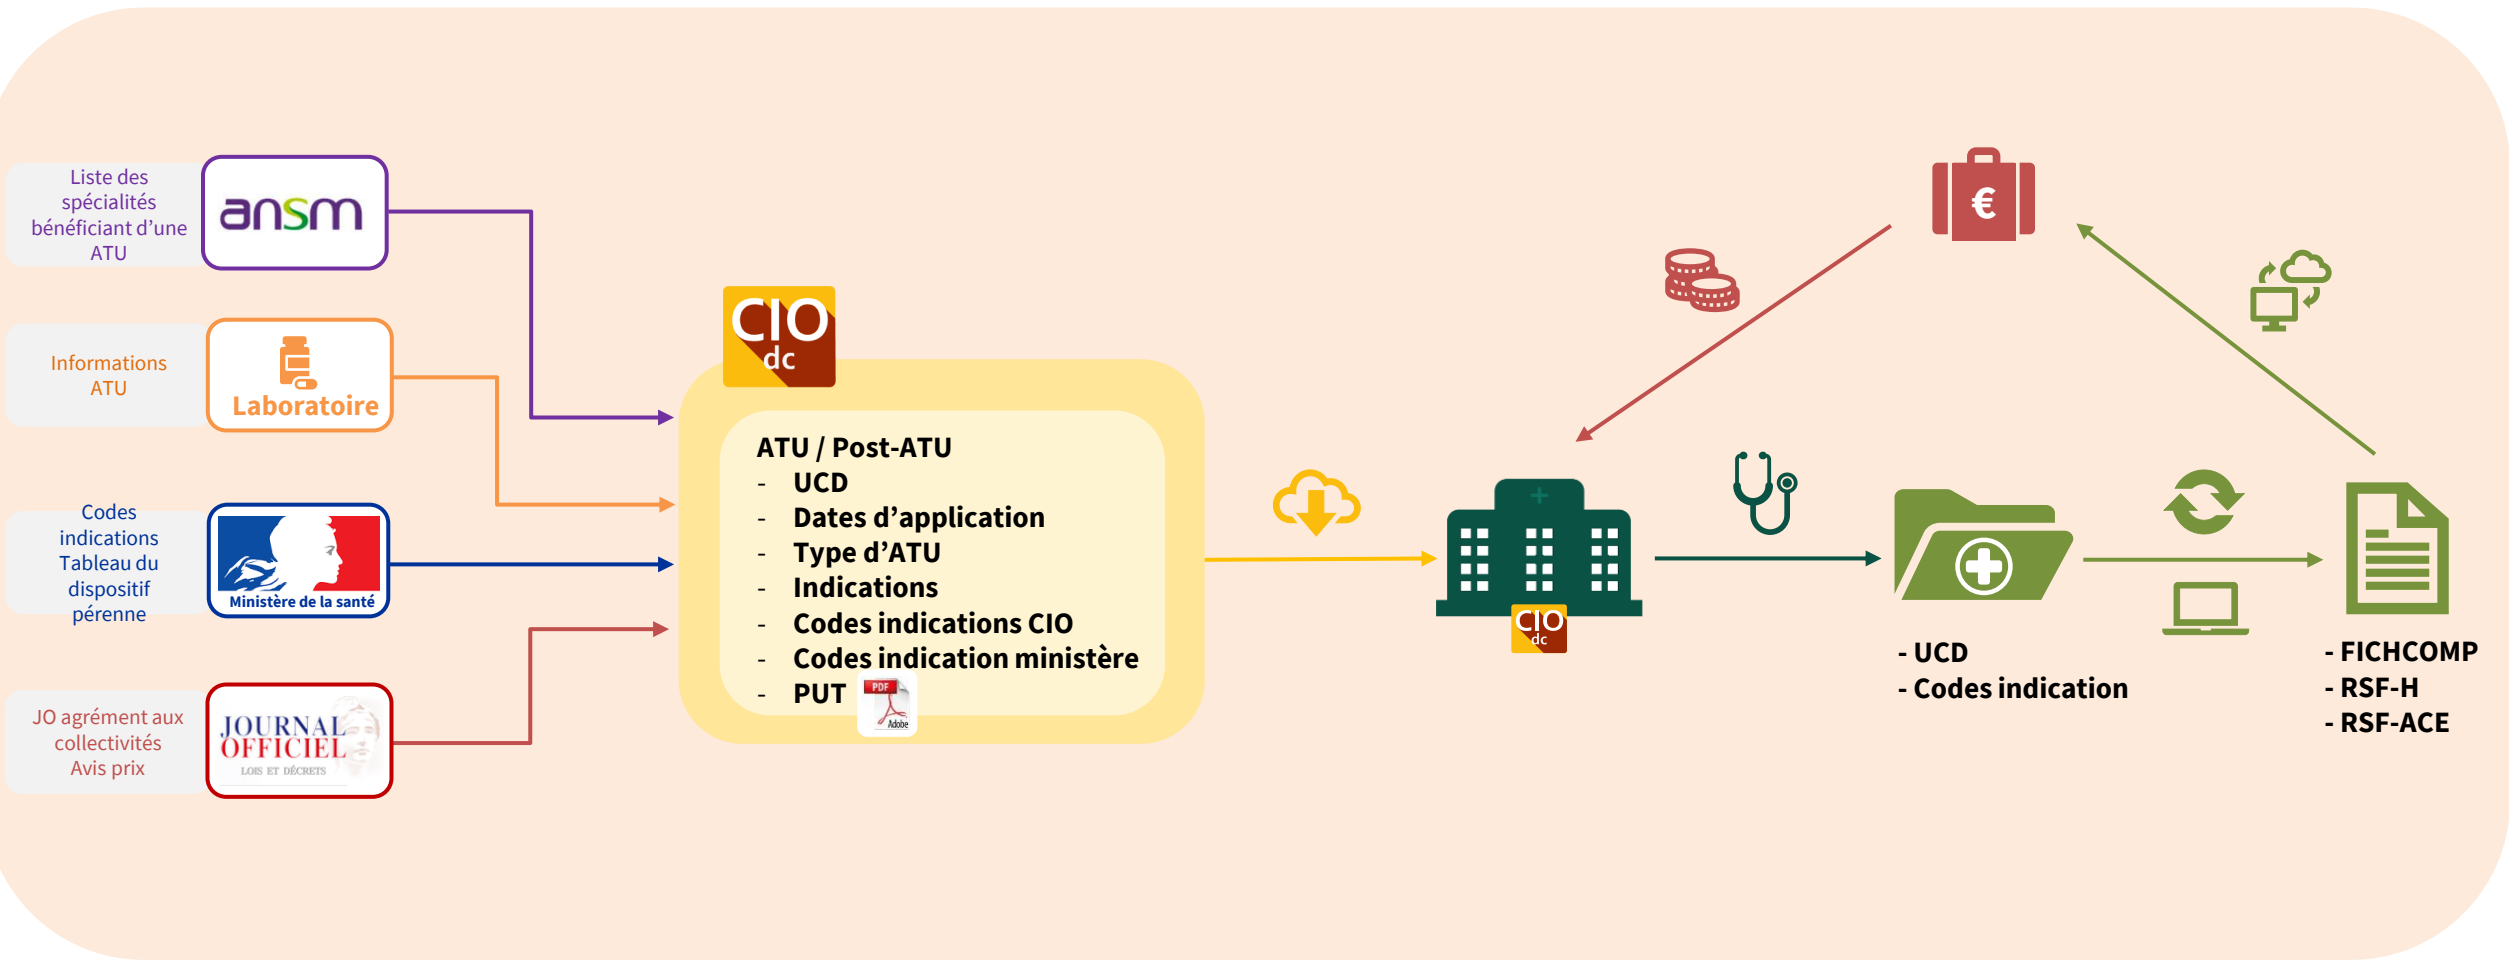 Liste des
spécialités
bénéficiant d'une
ATU
ansm
Informations
ATU
Laboratoire
Codes
indications
Tableau du
dispositif
pérenne
Ministère de la santé
JO agrément aux
collectivités
Avis prix
JOURNAL
OFFICIEL
LOIS ET DÉCRETS
CIO
dc
ATU / Post-ATU
- UCD
- Dates d'application
- Type d'ATU
- Indications
- Codes indications CIO
- Codes indication ministère
- PUT
PDF
Adobe
CIO
dc
€
- UCD
- Codes indication
- FICHCOMP
- RSF-H
- RSF-ACE